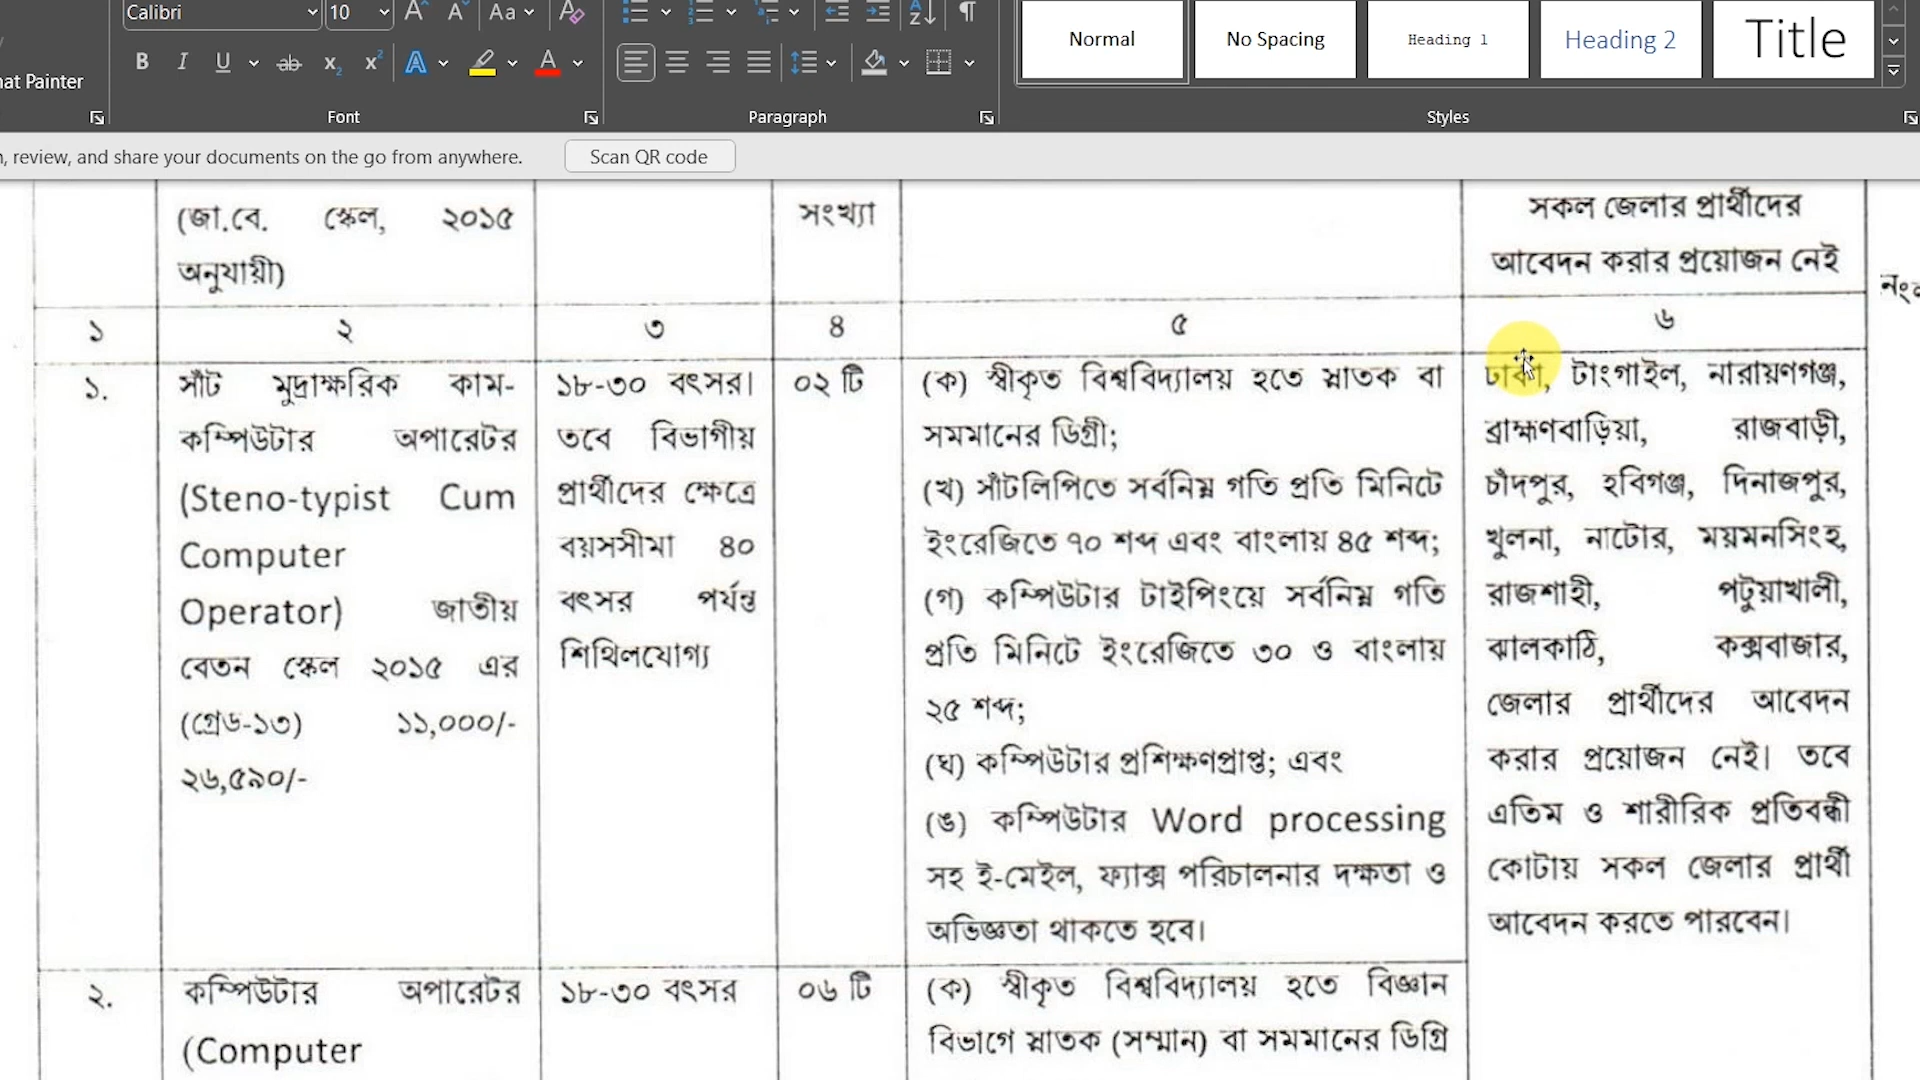 Calibri 10 Aa
B I U ab x₂ x² A A
at Painter
Font Paragraph Styles
Normal No Spacing Heading 1 Heading 2 Title
, review, and share your documents on the go from anywhere. Scan QR code
(জা.বে. স্কেল, ২০১৫
অনুযায়ী)
সংখ্যা
সকল জেলার প্রার্থীদের
আবেদন করার প্রয়োজন নেই
১ ২ ৩ ৪ ৫ ৬
১.
সাঁট মুদ্রাক্ষরিক কাম-
কম্পিউটার অপারেটর
(Steno-typist Cum
Computer
Operator) জাতীয়
বেতন স্কেল ২০১৫ এর
(গ্রেড-১৩) ১১,০০০/-
২৬,৫৯০/-
১৮-৩০ বৎসর।
তবে বিভাগীয়
প্রার্থীদের ক্ষেত্রে
বয়সসীমা ৪০
বৎসর পর্যন্ত
শিথিলযোগ্য
০২ টি
(ক) স্বীকৃত বিশ্ববিদ্যালয় হতে স্নাতক বা
সমমানের ডিগ্রী;
(খ) সাঁটলিপিতে সর্বনিম্ন গতি প্রতি মিনিটে
ইংরেজিতে ৭০ শব্দ এবং বাংলায় ৪৫ শব্দ;
(গ) কম্পিউটার টাইপিংয়ে সর্বনিম্ন গতি
প্রতি মিনিটে ইংরেজিতে ৩০ ও বাংলায়
২৫ শব্দ;
(ঘ) কম্পিউটার প্রশিক্ষণপ্রাপ্ত; এবং
(ঙ) কম্পিউটার Word processing
সহ ই-মেইল, ফ্যাক্স পরিচালনার দক্ষতা ও
অভিজ্ঞতা থাকতে হবে।
ঢাকা, টাংগাইল, নারায়ণগঞ্জ,
ব্রাহ্মণবাড়িয়া, রাজবাড়ী,
চাঁদপুর, হবিগঞ্জ, দিনাজপুর,
খুলনা, নাটোর, ময়মনসিংহ,
রাজশাহী, পটুয়াখালী,
ঝালকাঠি, কক্সবাজার,
জেলার প্রার্থীদের আবেদন
করার প্রয়োজন নেই। তবে
এতিম ও শারীরিক প্রতিবন্ধী
কোটায় সকল জেলার প্রার্থী
আবেদন করতে পারবেন।
২.
কম্পিউটার অপারেটর
(Computer
১৮-৩০ বৎসর
০৬ টি
(ক) স্বীকৃত বিশ্ববিদ্যালয় হতে বিজ্ঞান
বিভাগে স্নাতক (সম্মান) বা সমমানের ডিগ্রি